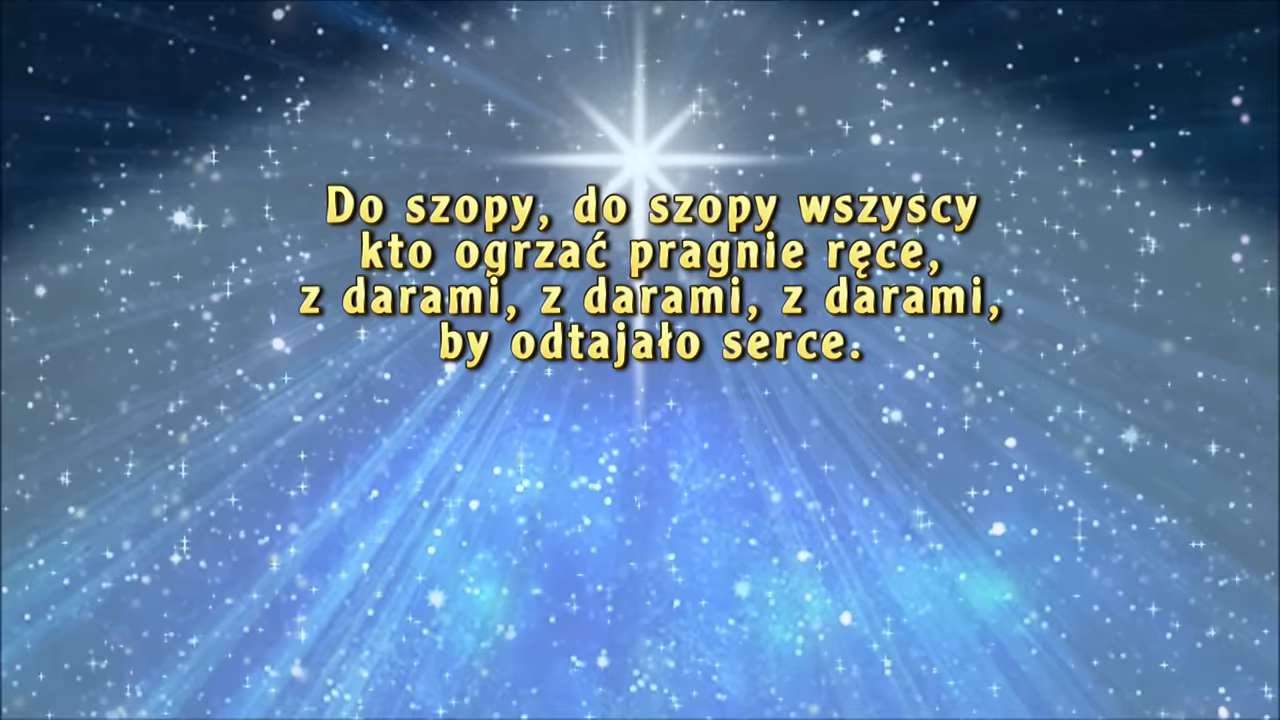 Do szopy, do szopy wszyscy
kto ogrzać pragnie ręce,
z darami, z darami, z darami,
by odtajało serce.